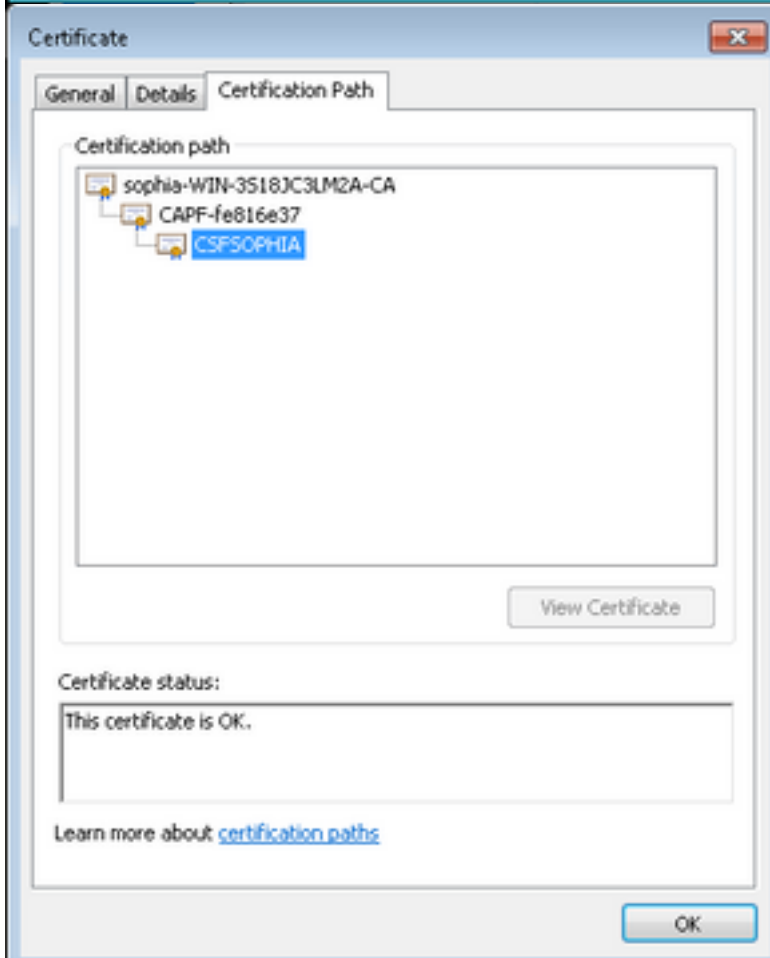 Certificate
General
Details
Certification Path
Certification path
sophia-WIN-3S18JC3LM2A-CA
CAPF-fe816e37
CSFSOPHIA
View Certificate
Certificate status:
This certificate is OK.
Learn more about certification paths
OK